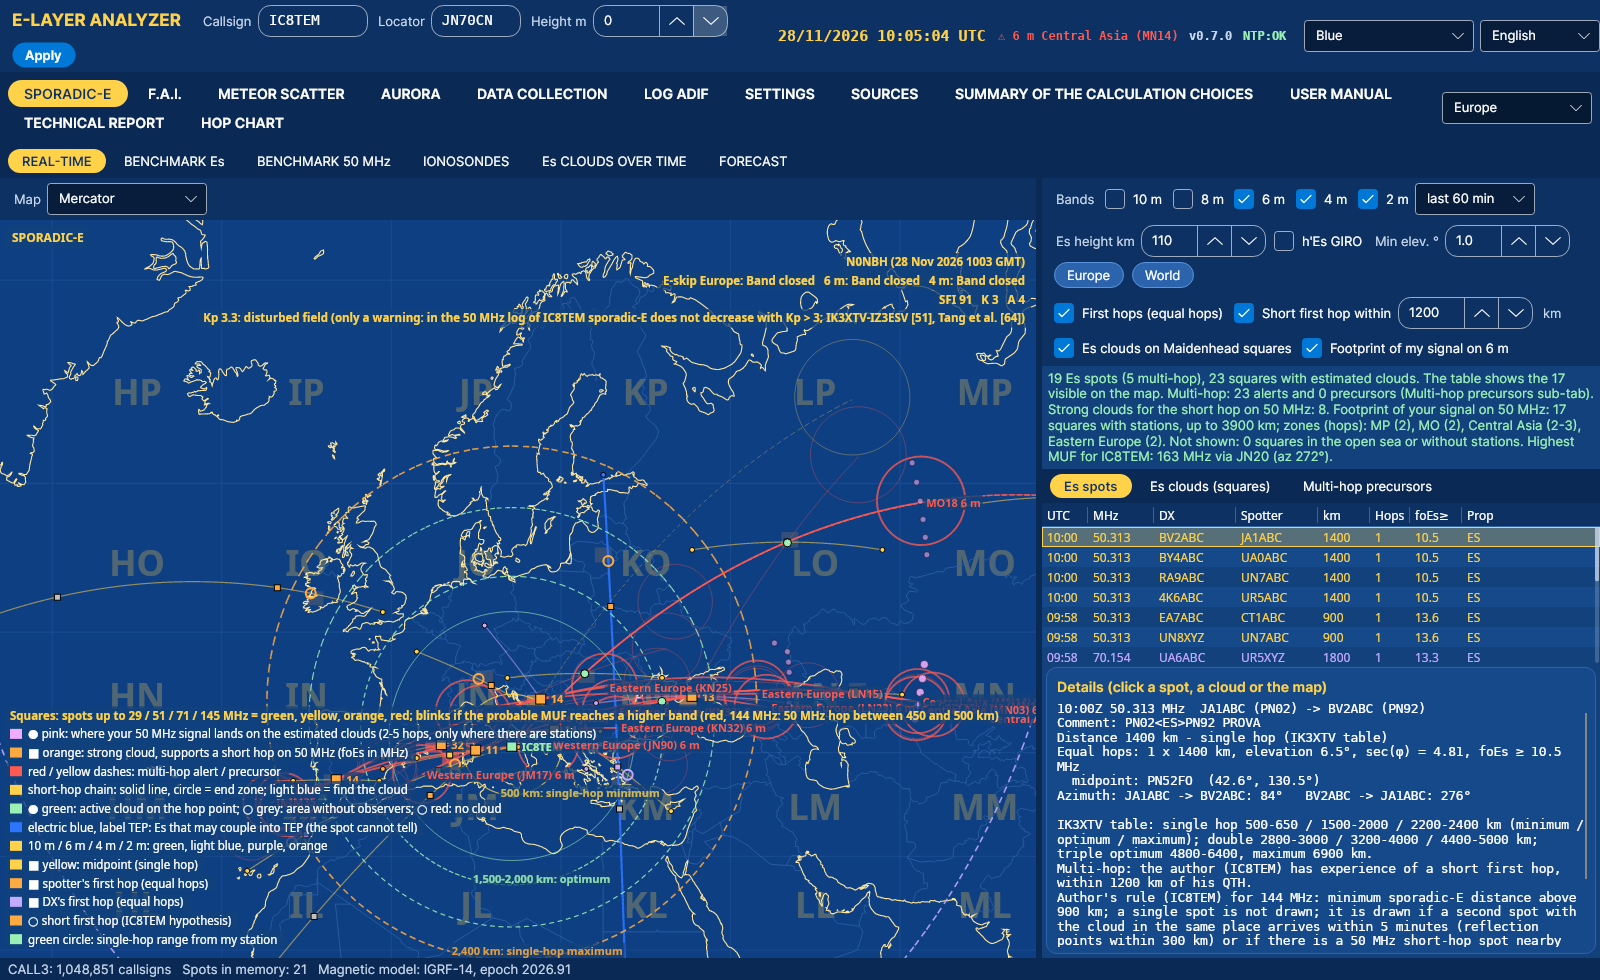 E-LAYER ANALYZER
Callsign IC8TEM Locator JN70CN Height m 0
28/11/2026 10:05:04 UTC ⚠ 6 m Central Asia (MN14) v0.7.0 NTP:OK
Blue English
Apply
SPORADIC-E F.A.I. METEOR SCATTER AURORA DATA COLLECTION LOG ADIF SETTINGS SOURCES SUMMARY OF THE CALCULATION CHOICES USER MANUAL
TECHNICAL REPORT HOP CHART
Europe
REAL-TIME BENCHMARK Es BENCHMARK 50 MHz IONOSONDES Es CLOUDS OVER TIME FORECAST
Map Mercator
SPORADIC-E
N0NBH (28 Nov 2026 1003 GMT)
E-skip Europe: Band closed 6 m: Band closed 4 m: Band closed
SFI 91 K 3 A 4
Kp 3.3: disturbed field (only a warning: in the 50 MHz log of IC8TEM sporadic-E does not decrease with Kp > 3; IK3XTV-IZ3ESV [51], Tang et al. [64])
HP IP JP KP LP MP
MO18 6 m
HO IO KO LO MO
HN IN
Eastern Europe (KN25)
Eastern Europe (LN15)
14 13
Squares: spots up to 29 / 51 / 71 / 145 MHz = green, yellow, orange, red; blinks if the probable MUF reaches a higher band (red, 144 MHz: 50 MHz hop between 450 and 500 km)
Eastern Europe (KN32) 6 m
pink: where your 50 MHz signal lands on the estimated clouds (2-5 hops, only where there are stations)
32 11 IC8TE Western Europe (JN90) 6 m
orange: strong cloud, supports a short hop on 50 MHz (foEs in MHz)
red / yellow dashes: multi-hop alert / precursor
Western Europe (JM17) 6 m
short-hop chain: solid line, circle = end zone; light blue = find the cloud
500 km: single-hop minimum
green: active cloud on the hop point; ○ grey: area without observers; ○ red: no cloud
JM KM LM MM
electric blue, label TEP: Es that may couple into TEP (the spot cannot tell)
10 m / 6 m / 4 m / 2 m: green, light blue, purple, orange
yellow: midpoint (single hop)
spotter's first hop (equal hops)
1,500-2,000 km: optimum
DX's first hop (equal hops)
IL JL KL LL ML
short first hop (IC8TEM hypothesis)
green circle: single-hop range from my station
2,400 km: single-hop maximum
CALL3: 1,048,851 callsigns Spots in memory: 21 Magnetic model: IGRF-14, epoch 2026.91
Bands 10 m 8 m 6 m 4 m 2 m last 60 min
Es height km 110 h'Es GIRO Min elev. ° 1.0
Europe World
First hops (equal hops) Short first hop within 1200 km
Es clouds on Maidenhead squares Footprint of my signal on 6 m
19 Es spots (5 multi-hop), 23 squares with estimated clouds. The table shows the 17
visible on the map. Multi-hop: 23 alerts and 0 precursors (Multi-hop precursors sub-tab).
Strong clouds for the short hop on 50 MHz: 8. Footprint of your signal on 50 MHz: 17
squares with stations, up to 3900 km; zones (hops): MP (2), MO (2), Central Asia (2-3),
Eastern Europe (2). Not shown: 0 squares in the open sea or without stations. Highest
MUF for IC8TEM: 163 MHz via JN20 (az 272°).
Es spots Es clouds (squares) Multi-hop precursors
UTC MHz DX Spotter km Hops foEs≥ Prop
10:00 50.313 BV2ABC JA1ABC 1400 1 10.5 ES
10:00 50.313 BY4ABC UA0ABC 1400 1 10.5 ES
10:00 50.313 RA9ABC UN7ABC 1400 1 10.5 ES
10:00 50.313 4K6ABC UR5ABC 1400 1 10.5 ES
09:58 50.313 EA7ABC CT1ABC 900 1 13.6 ES
09:58 50.313 UN8XYZ UN7ABC 900 1 13.6 ES
09:58 70.154 UA6ABC UR5XYZ 1800 1 13.3 ES
Details (click a spot, a cloud or the map)
10:00Z 50.313 MHz JA1ABC (PN02) -> BV2ABC (PN92)
Comment: PN02<ES>PN92 PROVA
Distance 1400 km - single hop (IK3XTV table)
Equal hops: 1 x 1400 km, elevation 6.5°, sec(φ) = 4.81, foEs ≥ 10.5
MHz
midpoint: PN52FO (42.6°, 130.5°)
Azimuth: JA1ABC -> BV2ABC: 84° BV2ABC -> JA1ABC: 276°
IK3XTV table: single hop 500-650 / 1500-2000 / 2200-2400 km (minimum /
optimum / maximum); double 2800-3000 / 3200-4000 / 4400-5000 km;
triple optimum 4800-6400, maximum 6900 km.
Multi-hop: the author (IC8TEM) has experience of a short first hop,
within 1200 km of his QTH.
Author's rule (IC8TEM) for 144 MHz: minimum sporadic-E distance above
900 km; a single spot is not drawn; it is drawn if a second spot with
the cloud in the same place arrives within 5 minutes (reflection
points within 300 km) or if there is a 50 MHz short-hop spot nearby